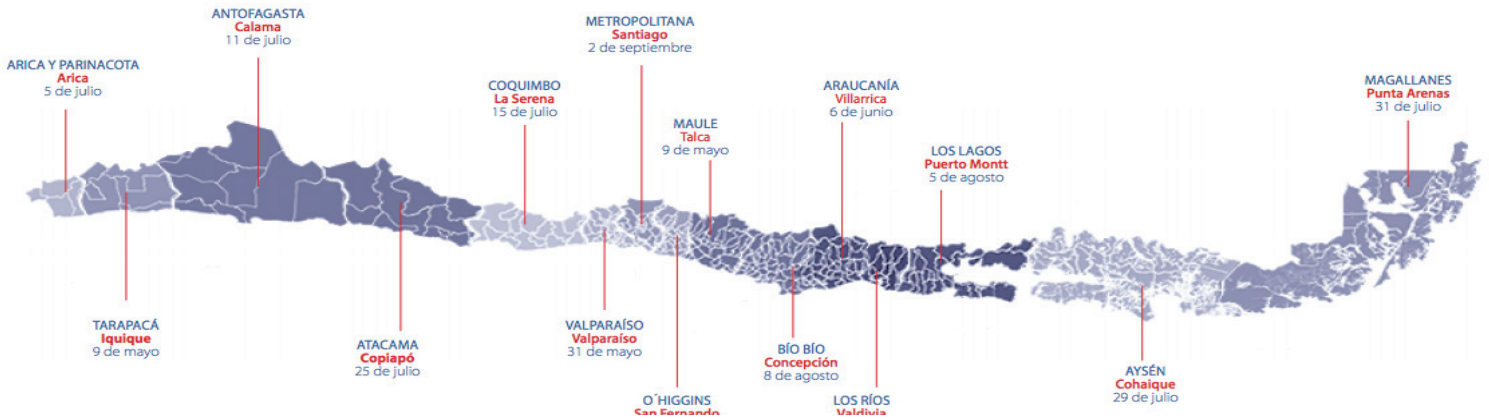 ANTOFAGASTA
Calama
11 de julio
METROPOLITANA
Santiago
2 de septiembre
ARICA Y PARINACOTA
Arica
5 de julio
COQUIMBO
La Serena
15 de julio
ARAUCANÍA
Villarrica
6 de junio
MAGALLANES
Punta Arenas
31 de julio
MAULE
Talca
9 de mayo
LOS LAGOS
Puerto Montt
5 de agosto
TARAPACÁ
Iquique
9 de mayo
ATACAMA
Copiapó
25 de julio
VALPARAÍSO
Valparaíso
31 de mayo
BÍO BÍO
Concepción
8 de agosto
AYSÉN
Cohaique
29 de julio
O´HIGGINS
San Fernando
LOS RÍOS
Valdivia